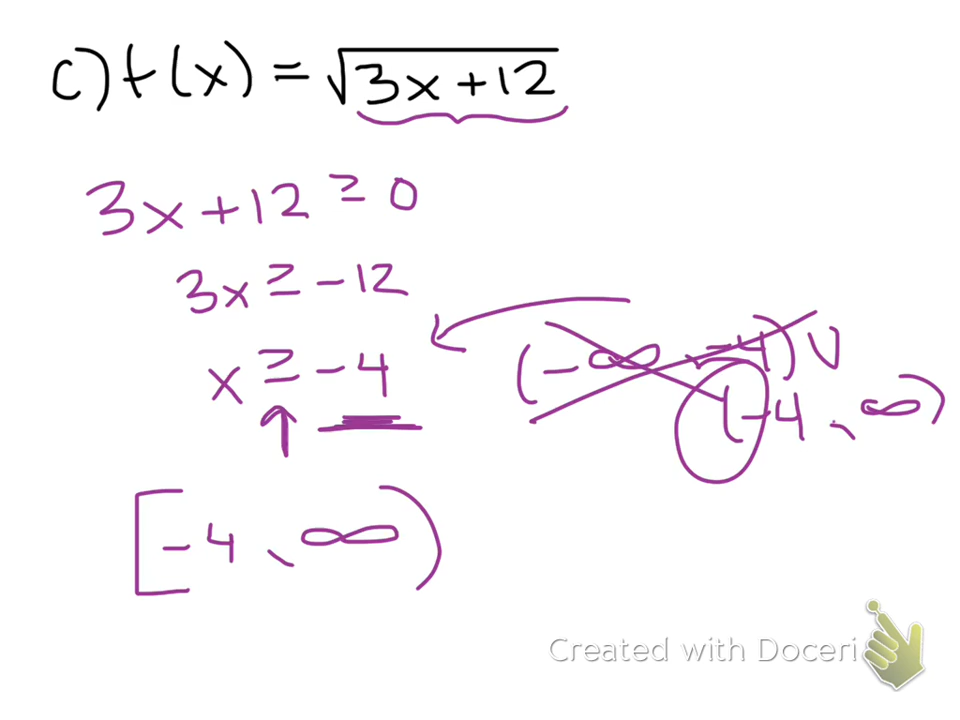 c) f(x) = √3x+12
3x+12 ≥ 0
3x ≥ -12
x ≥ -4
(-∞, -4) ∪
(-4, ∞)
[-4, ∞)
Created with Doceri